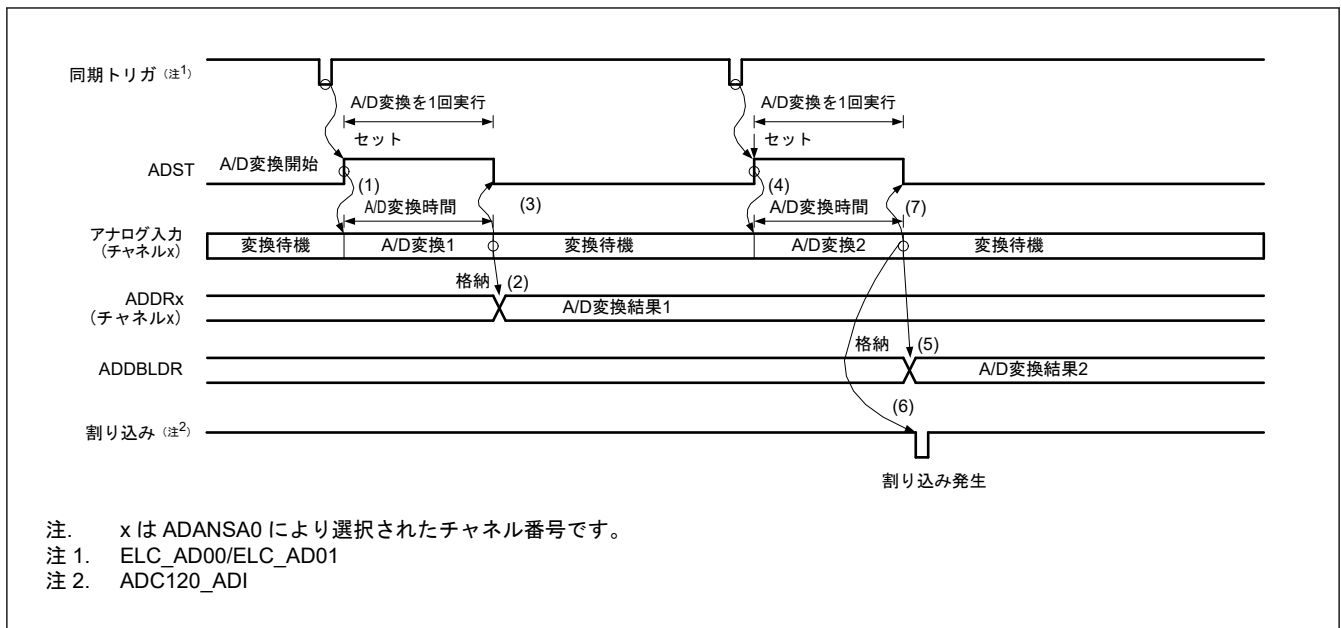 同期トリガ（注1）
A/D変換を1回実行 A/D変換を1回実行
セット セット
ADST A/D変換開始
(1) (4)
A/D変換時間 (3) A/D変換時間 (7)
アナログ入力
（チャネルx）
変換待機 A/D変換1 変換待機 A/D変換2 変換待機
格納 (2)
ADDRx
（チャネルx）
A/D変換結果1
格納 (5)
ADDBLDR A/D変換結果2
(6)
割り込み（注2）
割り込み発生
注. x は ADANSA0 により選択されたチャネル番号です。
注 1. ELC_AD00/ELC_AD01
注 2. ADC120_ADI